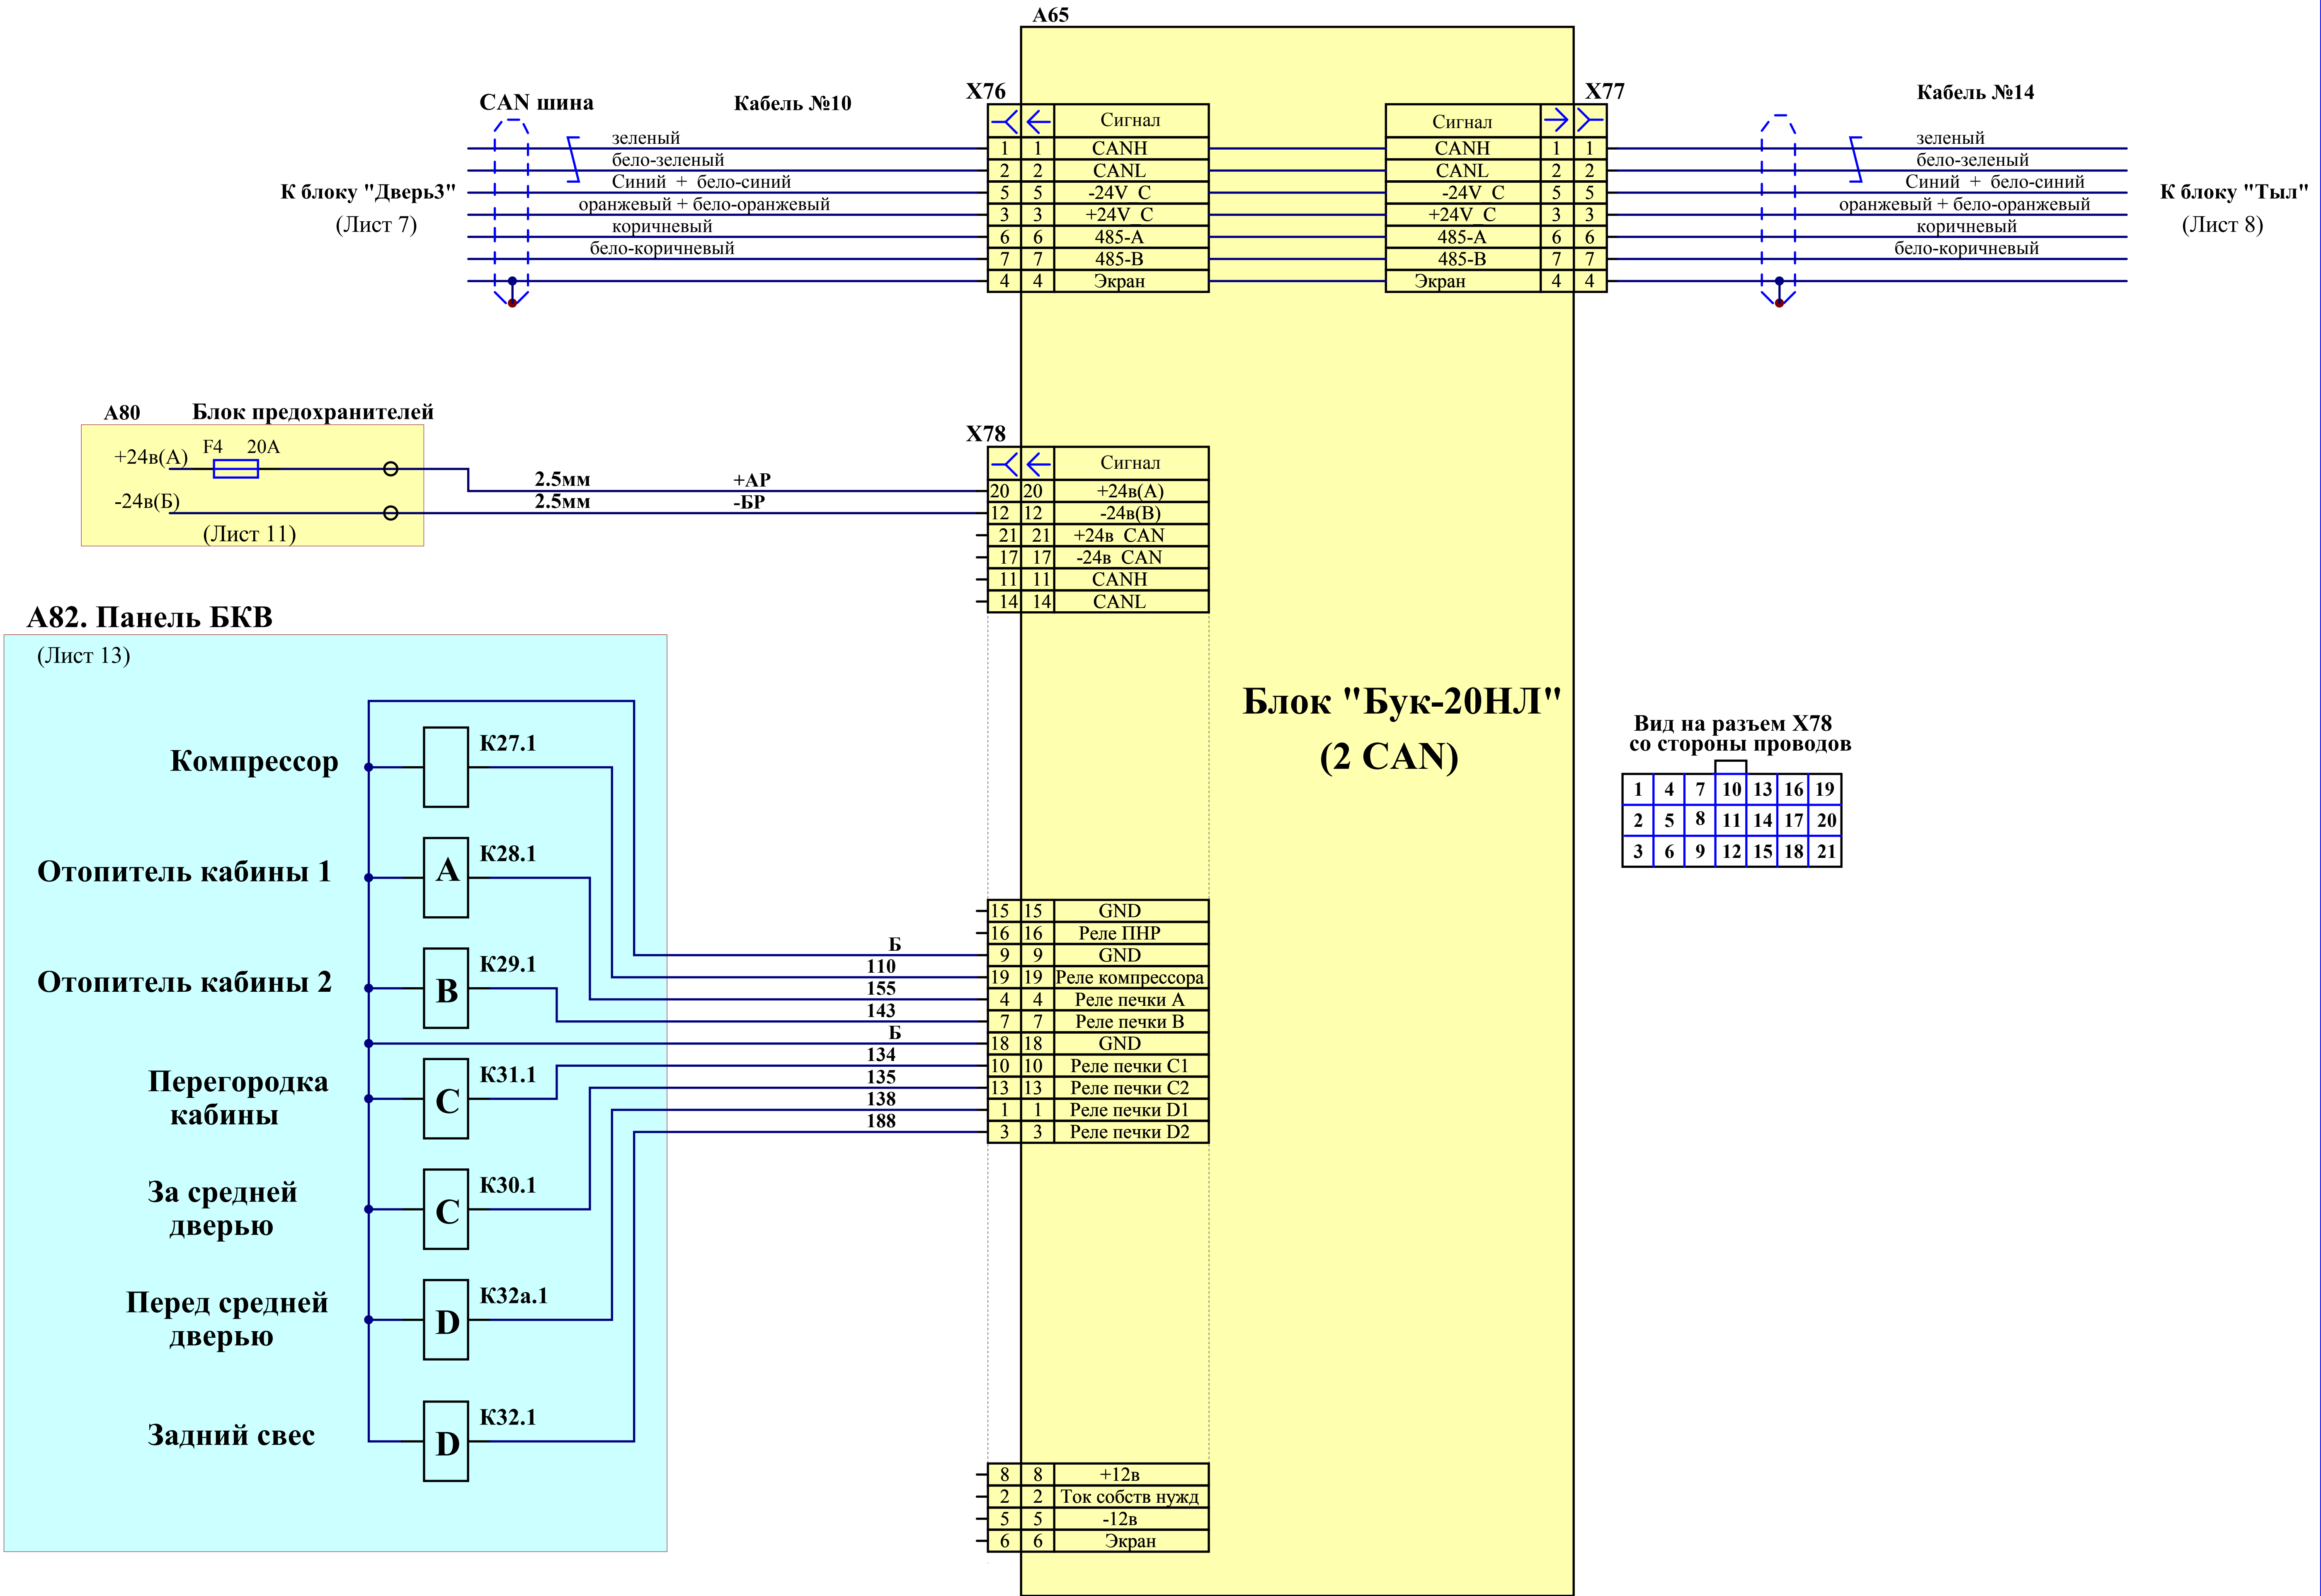 А65
X76
X77
CAN шина
Кабель №10
Кабель №14
Сигнал
Сигнал
зеленый
1 1 CANH
CANH 1 1
зеленый
бело-зеленый
2 2 CANL
CANL 2 2
бело-зеленый
Синий + бело-синий
5 5 -24V_C
-24V_C 5 5
Синий + бело-синий
оранжевый + бело-оранжевый
3 3 +24V_C
+24V_C 3 3
оранжевый + бело-оранжевый
коричневый
6 6 485-А
485-А 6 6
коричневый
бело-коричневый
7 7 485-В
485-В 7 7
бело-коричневый
4 4 Экран
Экран 4 4
К блоку "Дверь3"
(Лист 7)
К блоку "Тыл"
(Лист 8)
А80 Блок предохранителей
F4 20А
+24в(А)
-24в(Б)
(Лист 11)
2.5мм +АР
2.5мм -БР
X78
Сигнал
20 20 +24в(А)
12 12 -24в(В)
21 21 +24в_CAN
17 17 -24в_CAN
11 11 CANH
14 14 CANL
А82. Панель БКВ
(Лист 13)
Компрессор
К27.1
Отопитель кабины 1
А
К28.1
Отопитель кабины 2
В
К29.1
Перегородка
кабины
С
К31.1
За средней
дверью
С
К30.1
Перед средней
дверью
D
К32а.1
Задний свес
D
К32.1
Блок "Бук-20НЛ"
(2 CAN)
Вид на разъем X78
со стороны проводов
1 4 7 10 13 16 19
2 5 8 11 14 17 20
3 6 9 12 15 18 21
15 15 GND
16 16 Реле ПНР
Б 9 9 GND
110 19 19 Реле компрессора
155 4 4 Реле печки А
143 7 7 Реле печки В
Б 18 18 GND
134 10 10 Реле печки С1
135 13 13 Реле печки С2
138 1 1 Реле печки D1
188 3 3 Реле печки D2
8 8 +12в
2 2 Ток собств нужд
5 5 -12в
6 6 Экран